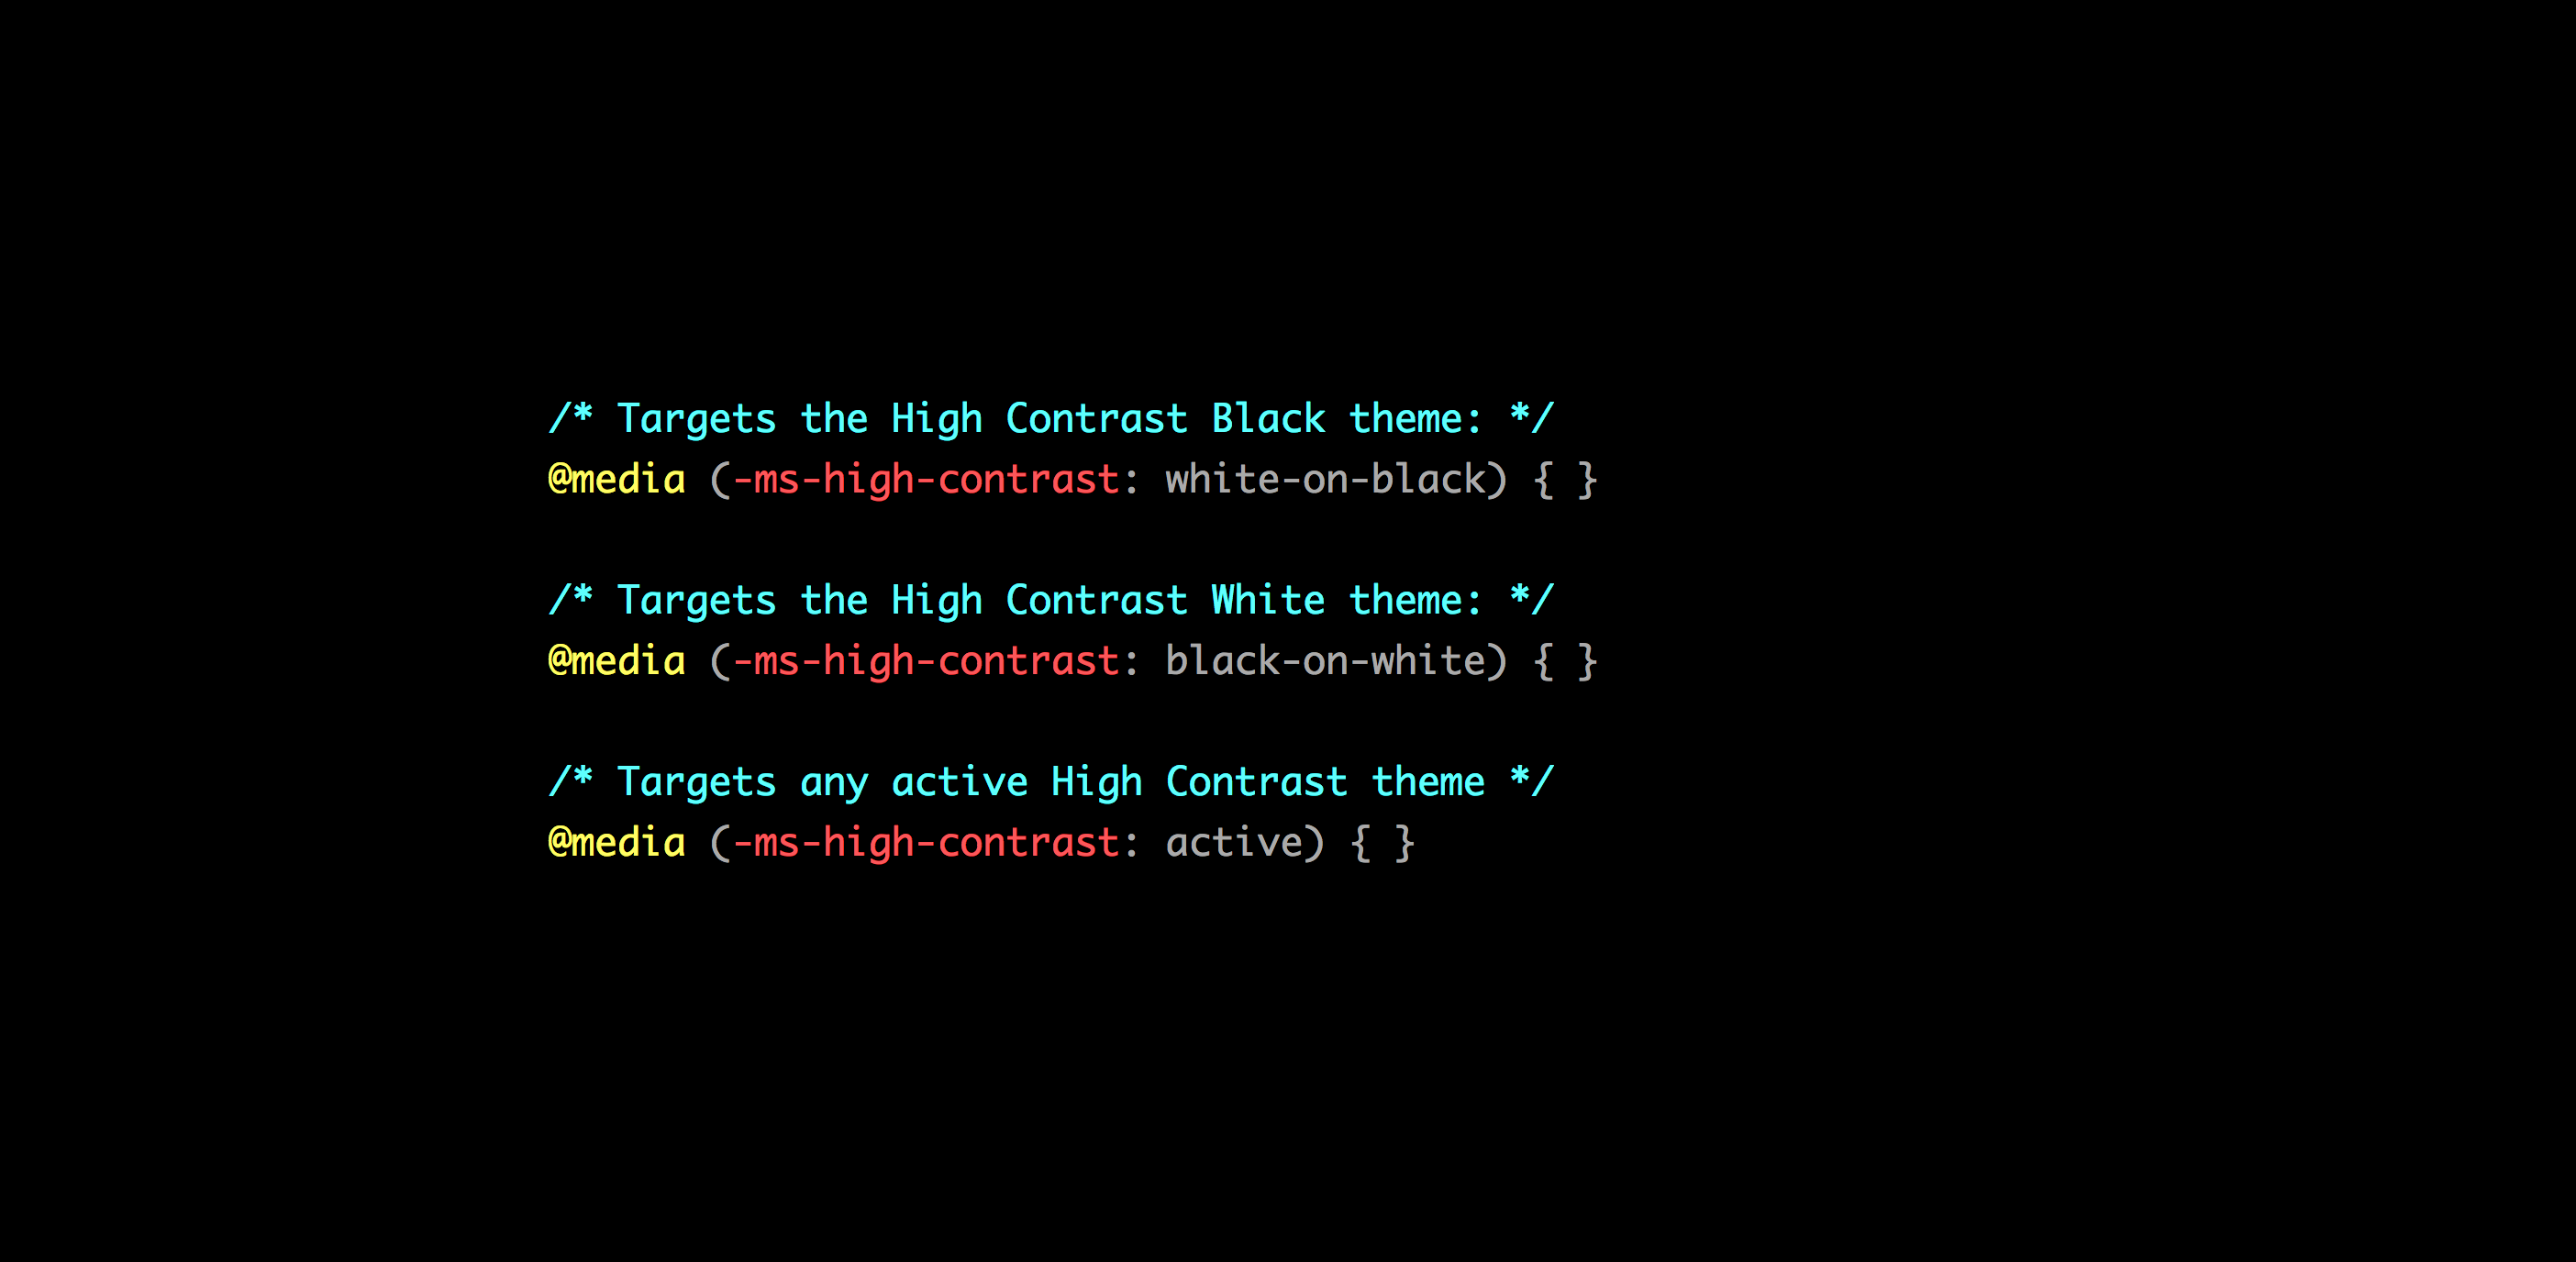 /* Targets the High Contrast Black theme: */
@media (-ms-high-contrast: white-on-black) { }
/* Targets the High Contrast White theme: */
@media (-ms-high-contrast: black-on-white) { }
/* Targets any active High Contrast theme */
@media (-ms-high-contrast: active) { }